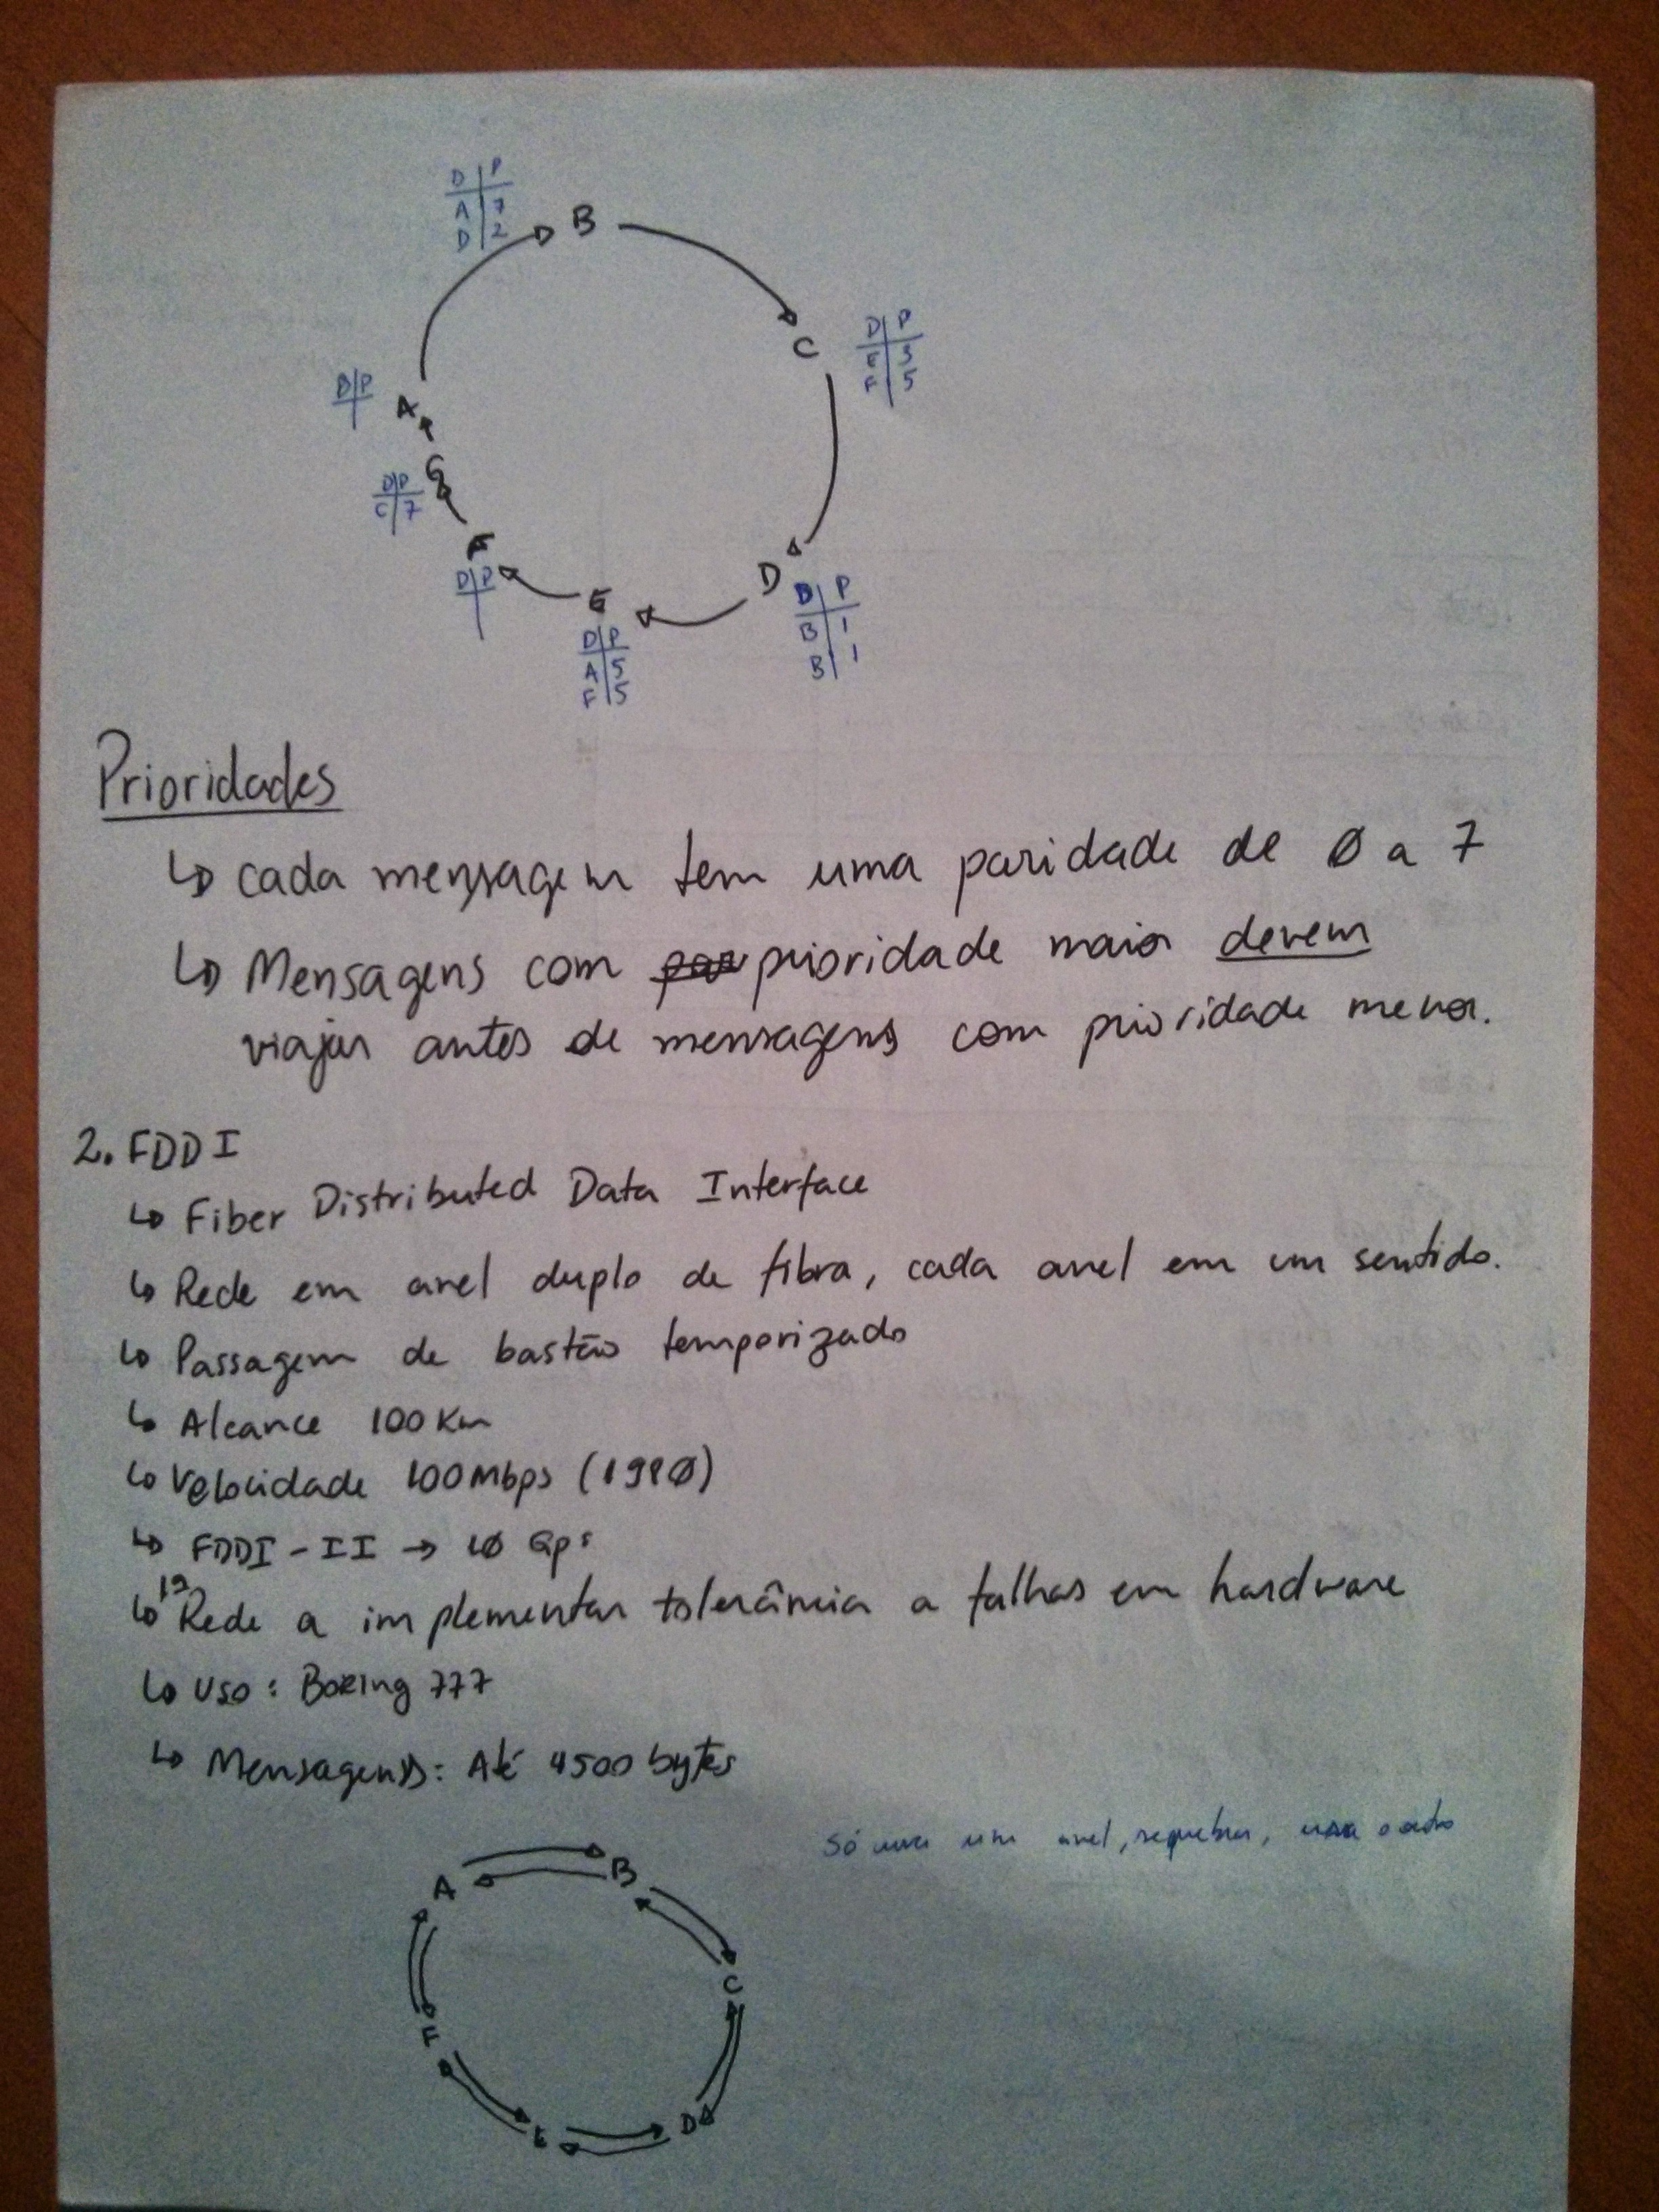 D | P
A | 7
D | 2
B
C
D | P
E | 3
F | 5
D | P
A
G
D | P
C | 7
F
D | P
E
D | P
A | 5
F | 5
D
D | P
B | 1
B | 1
Prioridades
↳ cada mensagem tem uma paridade de 0 a 7
↳ Mensagens com prioridade maior devem
viajar antes de mensagens com prioridade menor.
2. FDDI
↳ Fiber Distributed Data Interface
↳ Rede em anel duplo de fibra, cada anel em um sentido.
↳ Passagem de bastão temporizado
↳ Alcance 100 Km
↳ Velocidade 100Mbps
↳ FDDI - II → 10
↳ 1ª Rede a implementar tolerância a falhas em hardware
↳ Uso: Boeing 777
↳ Mensagens: Até 4500 bytes
Só usa um anel, se quebrar, usa o outro
A
B
C
F
E
D